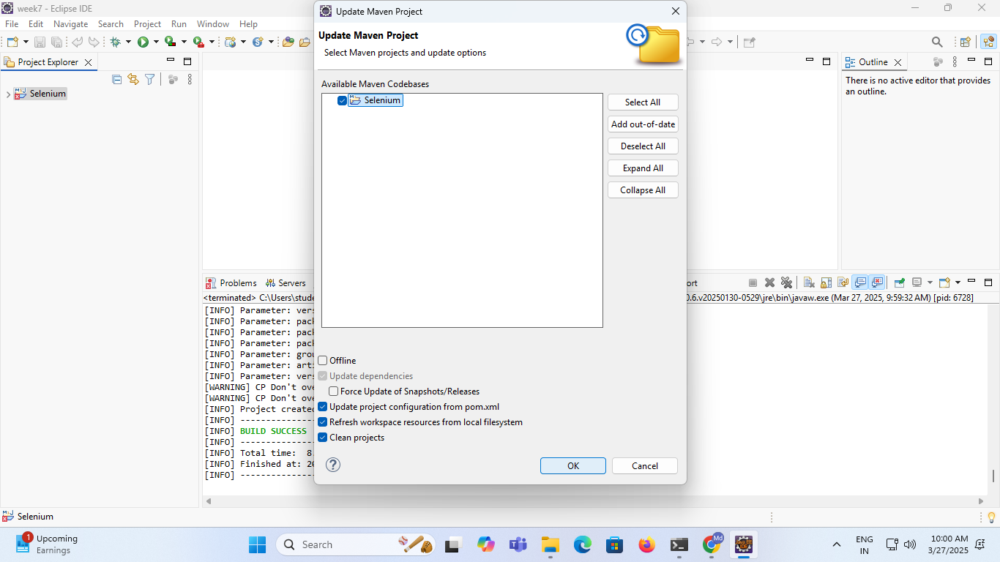 week7 - Eclipse IDE
File Edit Navigate Search Project Run Window Help
Project Explorer
Selenium
Update Maven Project
Update Maven Project
Select Maven projects and update options
Available Maven Codebases
Selenium
Select All
Add out-of-date
Deselect All
Expand All
Collapse All
Offline
Update dependencies
Force Update of Snapshots/Releases
Update project configuration from pom.xml
Refresh workspace resources from local filesystem
Clean projects
?
OK
Cancel
Outline
There is no active editor that provides
an outline.
Problems Servers
ort
<terminated> C:\Users\stude
0.6.v20250130-0529\jre\bin\javaw.exe (Mar 27, 2025, 9:59:32 AM) [pid: 6728]
[INFO] Parameter: vers
[INFO] Parameter: pack
[INFO] Parameter: pack
[INFO] Parameter: pack
[INFO] Parameter: grou
[INFO] Parameter: arti
[INFO] Parameter: vers
[WARNING] CP Don't ove
[WARNING] CP Don't ove
[INFO] Project created
[INFO] --------------
[INFO] BUILD SUCCESS
[INFO] --------------
[INFO] Total time:  8.
[INFO] Finished at: 20
[INFO] --------------
Selenium
1
Upcoming
Earnings
Search
Md
ENG
IN
10:00 AM
3/27/2025